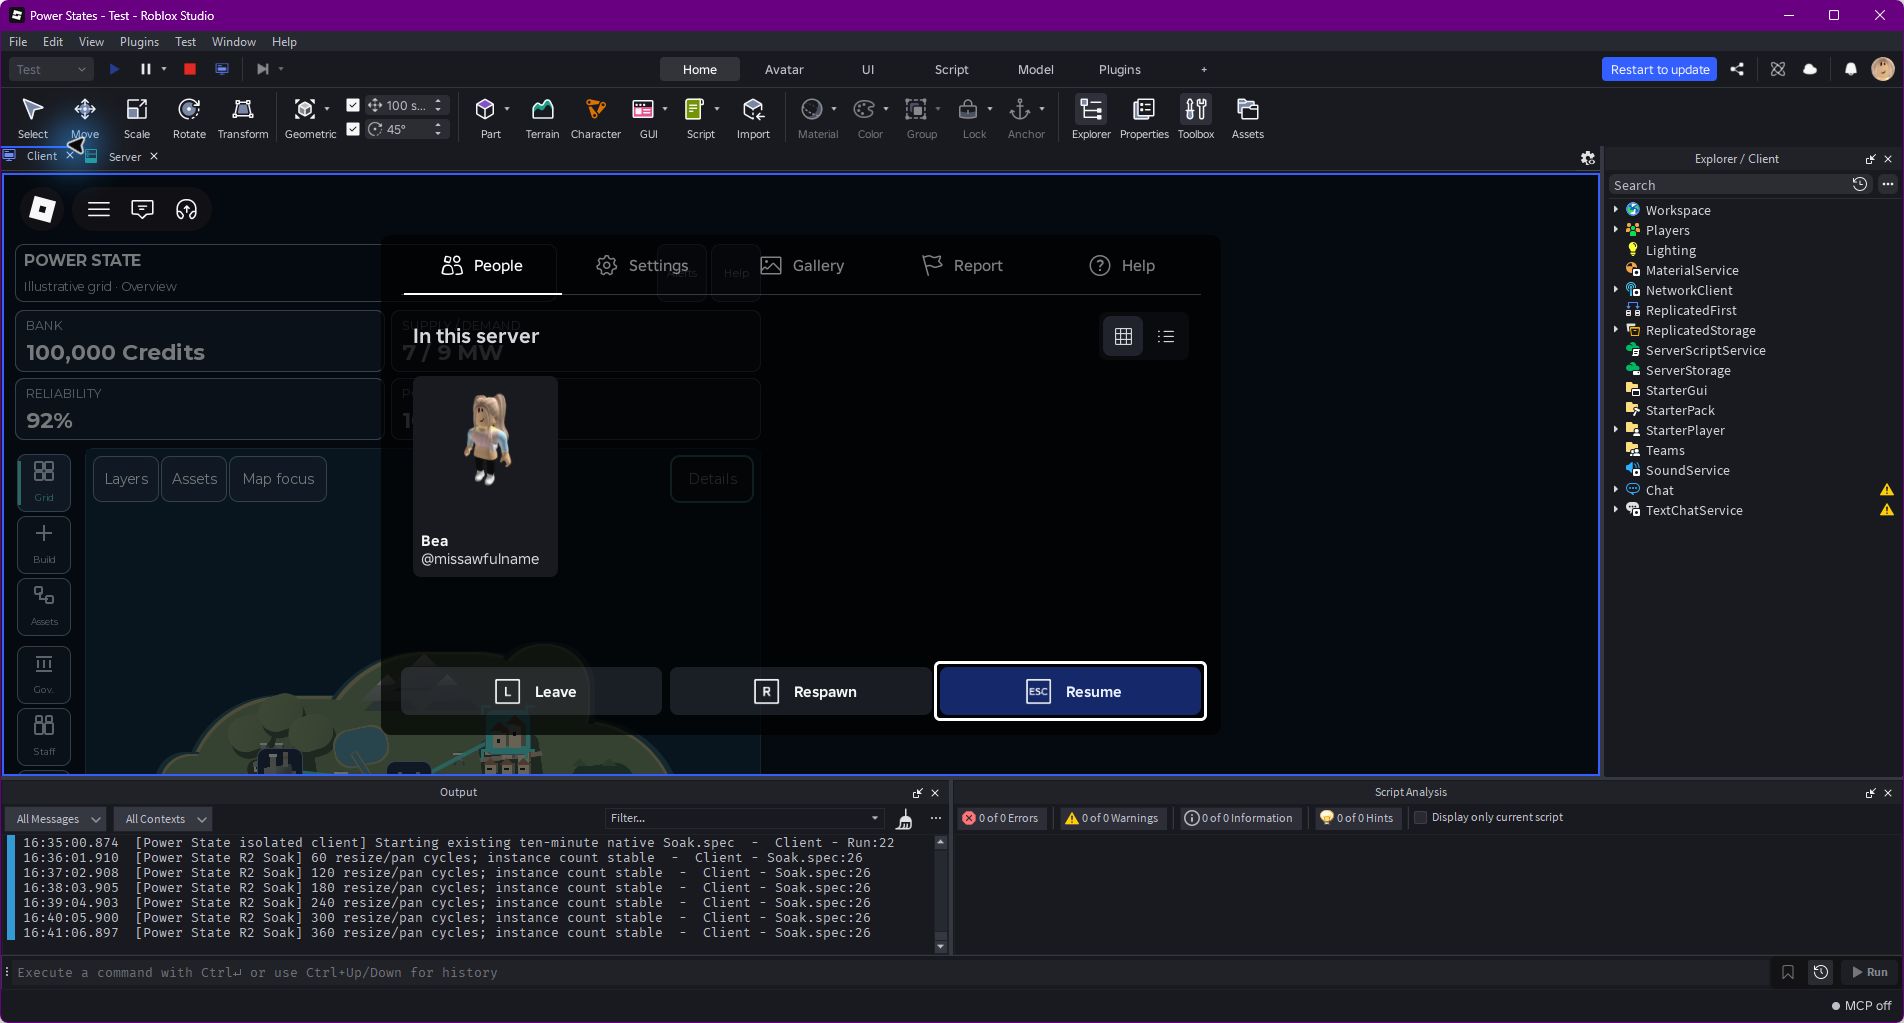 Power States - Test - Roblox Studio
File Edit View Plugins Test Window Help
Test
Home Avatar UI Script Model Plugins +
Restart to update
Select Move Scale Rotate Transform Geometric
100 s...
45°
Part Terrain Character GUI Script Import
Material Color Group Lock Anchor
Explorer Properties Toolbox Assets
Client
Server
Explorer / Client
Search
Workspace
Players
Lighting
MaterialService
NetworkClient
ReplicatedFirst
ReplicatedStorage
ServerScriptService
ServerStorage
StarterGui
StarterPack
StarterPlayer
Teams
SoundService
Chat
TextChatService
POWER STATE
Illustrative grid · Overview
People
Settings
Gallery
Report
Help
Help
BANK
100,000 Credits
SUPPLY / DEMAND
7 / 9 MW
In this server
RELIABILITY
92%
Bea
@missawfulname
Grid
Build
Assets
Gov.
Staff
Layers
Assets
Map focus
Details
L Leave
R Respawn
ESC Resume
Output
All Messages
All Contexts
Filter...
16:35:00.874 [Power State isolated client] Starting existing ten-minute native Soak.spec - Client - Run:22
16:36:01.910 [Power State R2 Soak] 60 resize/pan cycles; instance count stable - Client - Soak.spec:26
16:37:02.908 [Power State R2 Soak] 120 resize/pan cycles; instance count stable - Client - Soak.spec:26
16:38:03.905 [Power State R2 Soak] 180 resize/pan cycles; instance count stable - Client - Soak.spec:26
16:39:04.903 [Power State R2 Soak] 240 resize/pan cycles; instance count stable - Client - Soak.spec:26
16:40:05.900 [Power State R2 Soak] 300 resize/pan cycles; instance count stable - Client - Soak.spec:26
16:41:06.897 [Power State R2 Soak] 360 resize/pan cycles; instance count stable - Client - Soak.spec:26
Script Analysis
0 of 0 Errors
0 of 0 Warnings
0 of 0 Information
0 of 0 Hints
Display only current script
Execute a command with Ctrl↵ or use Ctrl+Up/Down for history
Run
MCP off